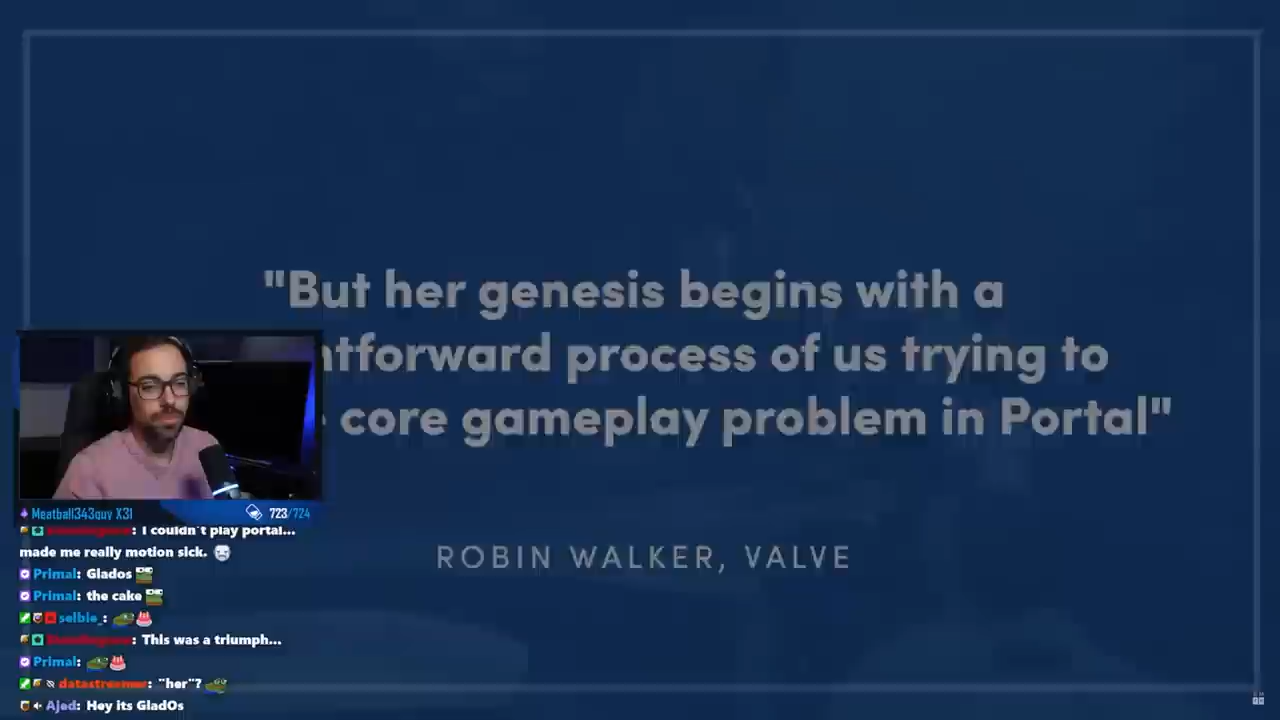 "But her genesis begins with a
ntforward process of us trying to
core gameplay problem in Portal"
ROBIN WALKER, VALVE
Meatball343guy X31
723/724
: I couldn't play portal...
made me really motion sick.
Primal: Glados
Primal: the cake
selbie_:
: This was a triumph...
Primal:
datastreamer: "her"?
Ajed: Hey its GladOs